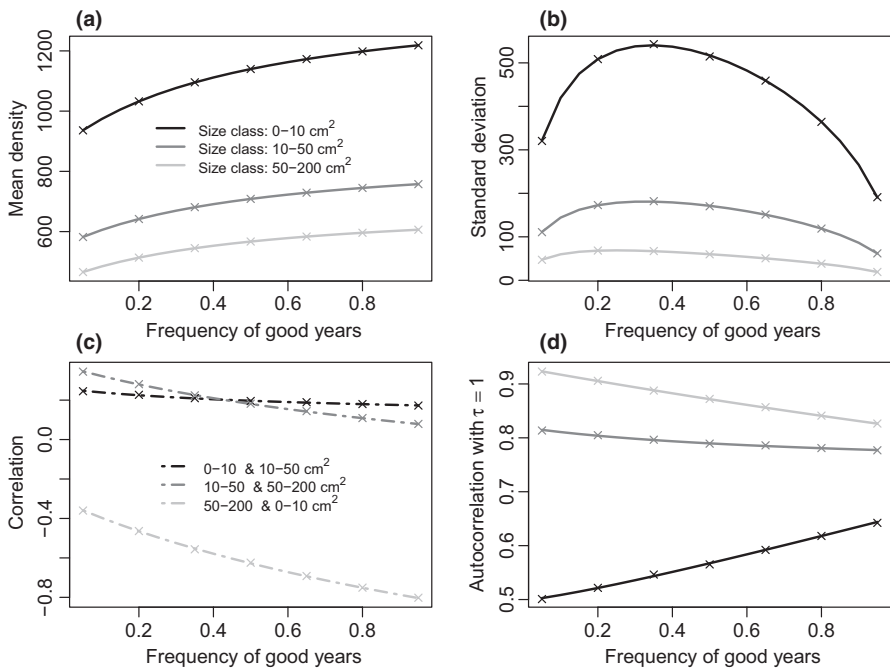 (a)
Mean density
1200
1000
800
600
Size class: 0−10 cm²
Size class: 10−50 cm²
Size class: 50−200 cm²
0.2 0.4 0.6 0.8
Frequency of good years
(b)
Standard deviation
500
300
100
0
0.2 0.4 0.6 0.8
Frequency of good years
(c)
Correlation
0.0
−0.4
−0.8
0−10 & 10−50 cm²
10−50 & 50−200 cm²
50−200 & 0−10 cm²
0.2 0.4 0.6 0.8
Frequency of good years
(d)
Autocorrelation with τ = 1
0.9
0.8
0.7
0.6
0.5
0.2 0.4 0.6 0.8
Frequency of good years